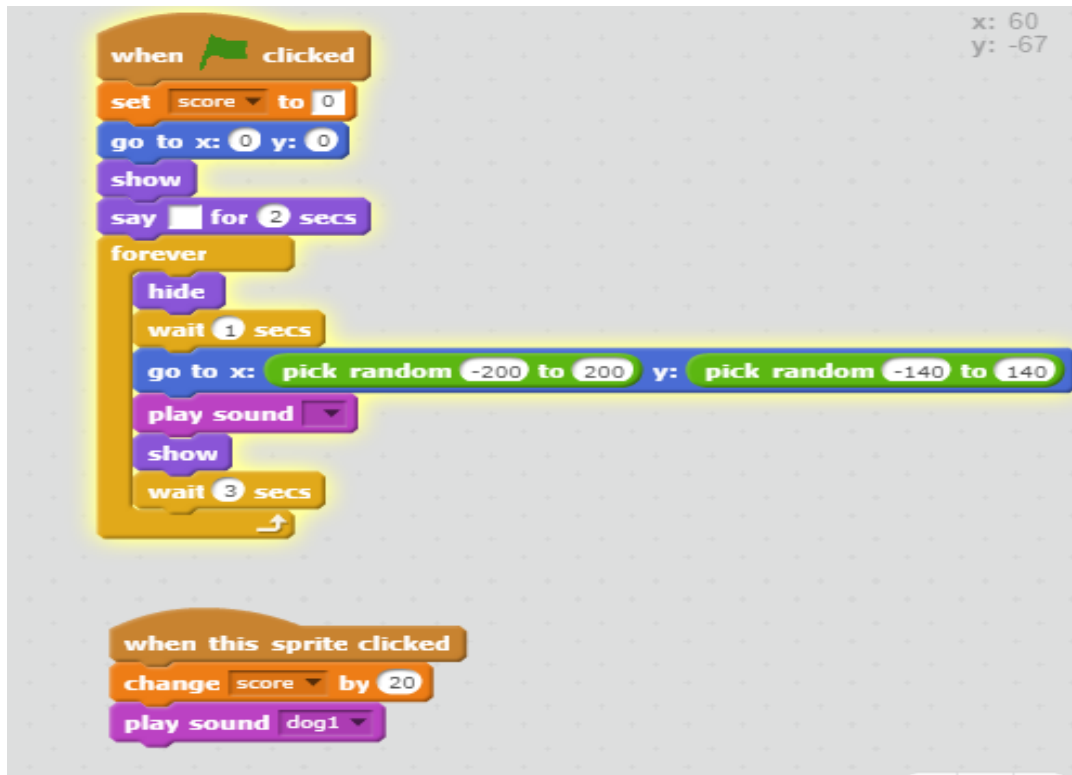 x: 60
y: -67
when clicked
set score to 0
go to x: 0 y: 0
show
say for 2 secs
forever
hide
wait 1 secs
go to x: pick random -200 to 200 y: pick random -140 to 140
play sound
show
wait 3 secs
when this sprite clicked
change score by 20
play sound dog1